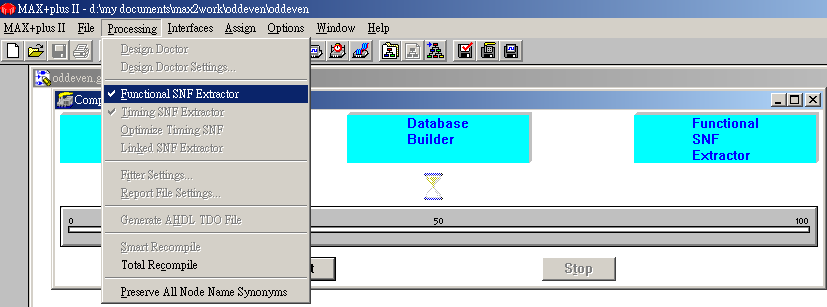 MAX+plus II - d:\my documents\max2work\oddeven\oddeven
MAX+plus II File Processing Interfaces Assign Options Window Help
Design Doctor
Design Doctor Settings...
Functional SNF Extractor
Timing SNF Extractor
Optimize Timing SNF
Linked SNF Extractor
Fitter Settings...
Report File Settings...
Generate AHDL TDO File
Smart Recompile
Total Recompile
Preserve All Node Name Synonyms
oddeven.g
Comp
Database
Builder
Functional
SNF
Extractor
0 50 100
t
Stop